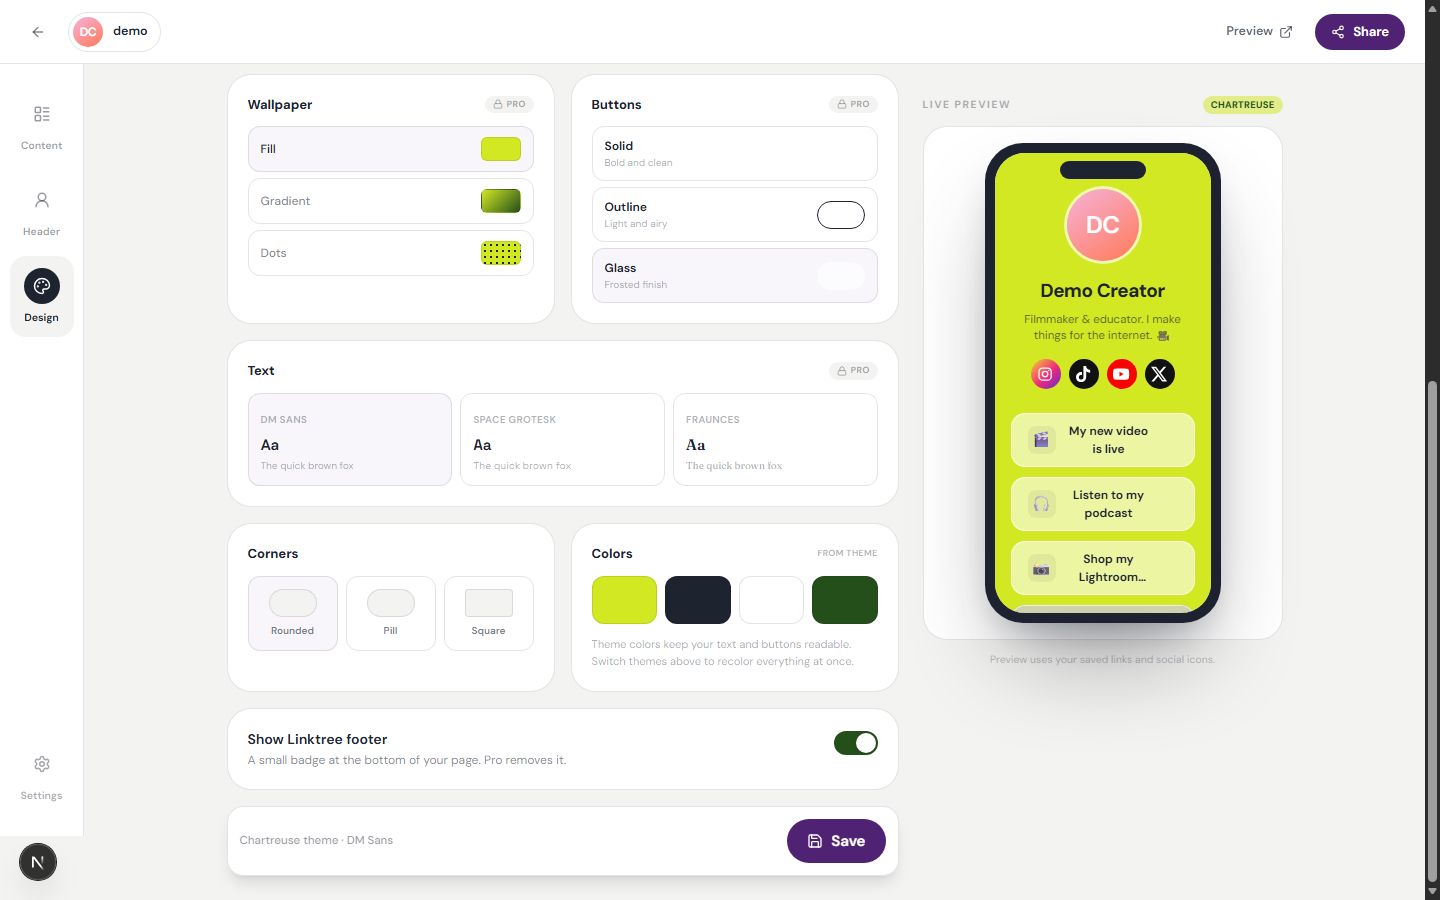 DC demo
Preview
Share
Content
Header
Design
Settings
N
Wallpaper
PRO
Fill
Gradient
Dots
Buttons
PRO
Solid
Bold and clean
Outline
Light and airy
Glass
Frosted finish
Text
PRO
DM SANS
Aa
The quick brown fox
SPACE GROTESK
Aa
The quick brown fox
FRAUNCES
Aa
The quick brown fox
Corners
Rounded
Pill
Square
Colors
FROM THEME
Theme colors keep your text and buttons readable.
Switch themes above to recolor everything at once.
Show Linktree footer
A small badge at the bottom of your page. Pro removes it.
Chartreuse theme · DM Sans
Save
LIVE PREVIEW
CHARTREUSE
DC
Demo Creator
Filmmaker & educator. I make
things for the internet. 🎥
My new video
is live
Listen to my
podcast
Shop my
Lightroom...
Preview uses your saved links and social icons.